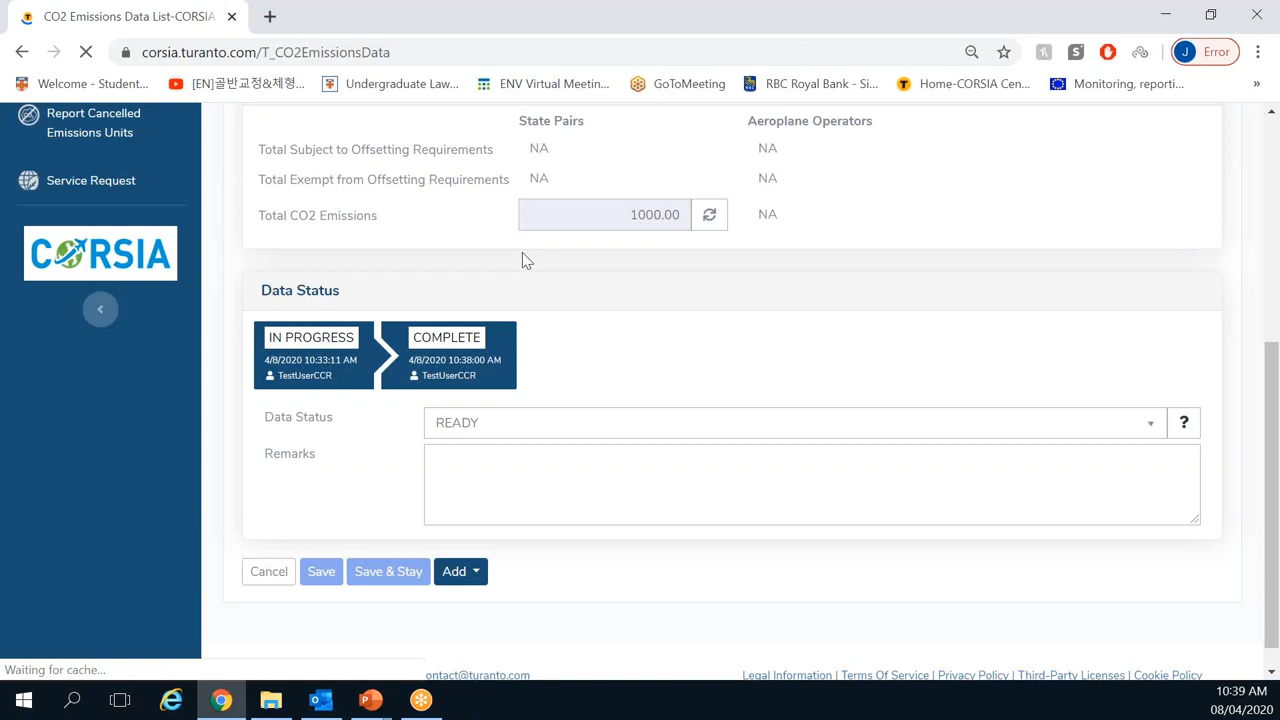 CO2 Emissions Data List-CORSIA
corsia.turanto.com/T_CO2EmissionsData
J Error
Welcome - Student...
[EN]골반교정&체형...
Undergraduate Law...
ENV Virtual Meetin...
GoToMeeting
RBC Royal Bank - Si...
Home-CORSIA Cen...
Monitoring, reporti...
»
Report Cancelled
Emissions Units
Service Request
CORSIA
State Pairs Aeroplane Operators
Total Subject to Offsetting Requirements NA NA
Total Exempt from Offsetting Requirements NA NA
Total CO2 Emissions 1000.00 NA
Data Status
IN PROGRESS
4/8/2020 10:33:11 AM
TestUserCCR
COMPLETE
4/8/2020 10:38:00 AM
TestUserCCR
Data Status READY ?
Remarks
Cancel Save Save & Stay Add
Waiting for cache...
ontact@turanto.com
Legal Information | Terms Of Service | Privacy Policy | Third-Party Licenses | Cookie Policy
10:39 AM
08/04/2020